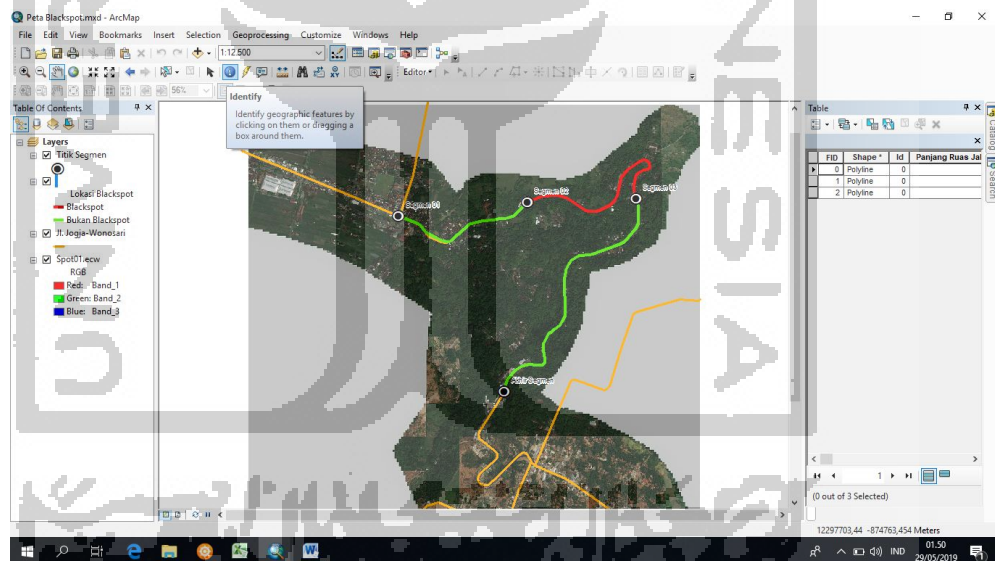 Peta Blackspot.mxd - ArcMap
File Edit View Bookmarks Insert Selection Geoprocessing Customize Windows Help
1:12.500
Editor
56%
Identify
Identify geographic features by
clicking on them or dragging a
box around them.
Table Of Contents
Layers
Titik Segmen
Lokasi Blackspot
Blackspot
Bukan Blackspot
Jl. Jogja-Wonosari
Spot01.ecw
RGB
Red: Band_1
Green: Band_2
Blue: Band_3
Segmen 01
Segmen 02
Segmen 03
Akhir Segmen
Table
FID Shape * Id Panjang Ruas Jal
0 Polyline 0
1 Polyline 0
2 Polyline 0
1
(0 out of 3 Selected)
Catalog
Search
12297703,44 -874763,454 Meters
IND
01.50
29/05/2019